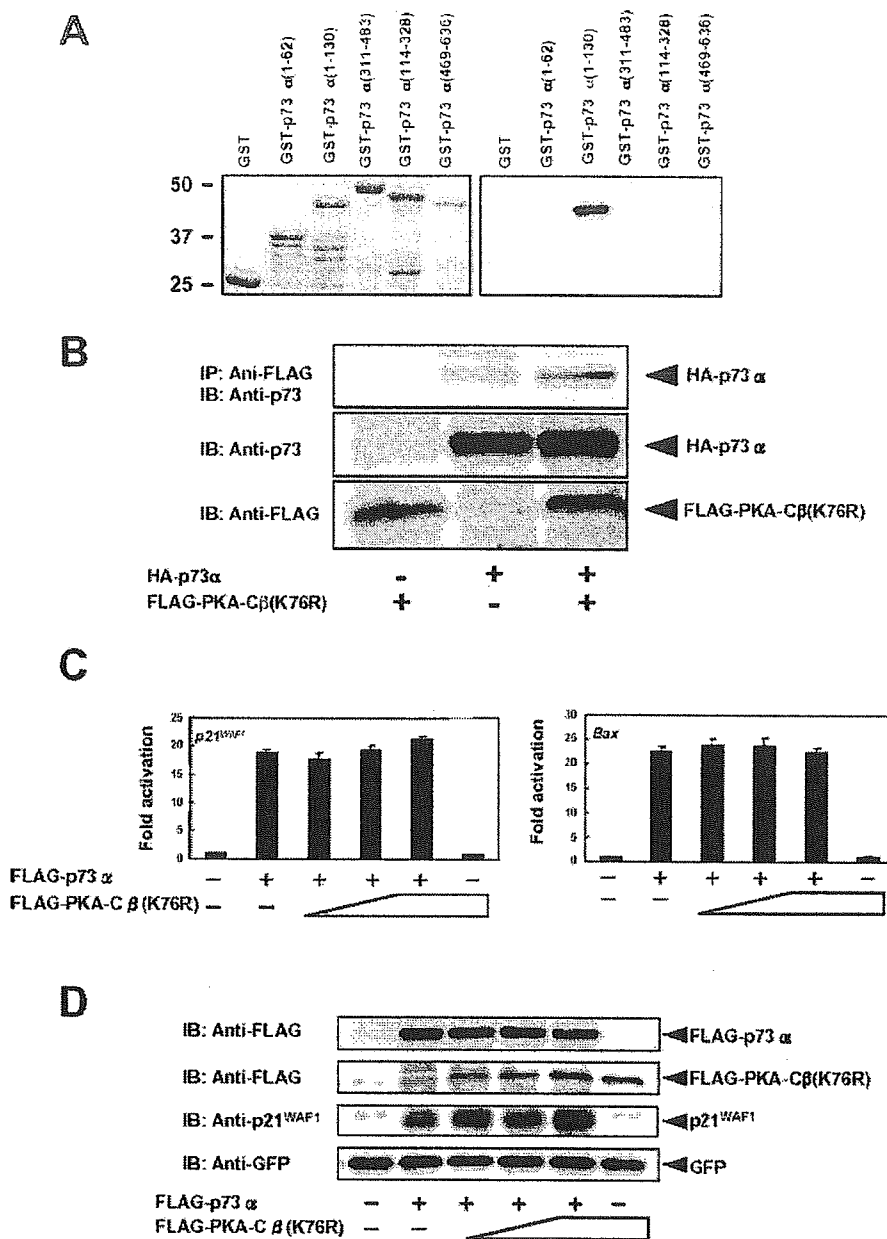 A
GST
GST-p73 α(1-62)
GST-p73 α(1-130)
GST-p73 α(311-483)
GST-p73 α(114-328)
GST-p73 α(469-636)
GST
GST-p73 α(1-62)
GST-p73 α(1-130)
GST-p73 α(311-483)
GST-p73 α(114-328)
GST-p73 α(469-636)
50 –
37 –
25 –
B
IP: Ani-FLAG
IB: Anti-p73
HA-p73 α
IB: Anti-p73
HA-p73 α
IB: Anti-FLAG
FLAG-PKA-Cβ(K76R)
HA-p73α - + +
FLAG-PKA-Cβ(K76R) + - +
C
Fold activation
25
20
15
10
5
0
p21WAF1
Fold activation
30
25
20
15
10
5
0
Bax
FLAG-p73 α – + + + + – – + + + + –
FLAG-PKA-C β (K76R) – – – –
D
IB: Anti-FLAG FLAG-p73 α
IB: Anti-FLAG FLAG-PKA-Cβ(K76R)
IB: Anti-p21WAF1 p21WAF1
IB: Anti-GFP GFP
FLAG-p73 α – + + + + –
FLAG-PKA-C β (K76R) – –